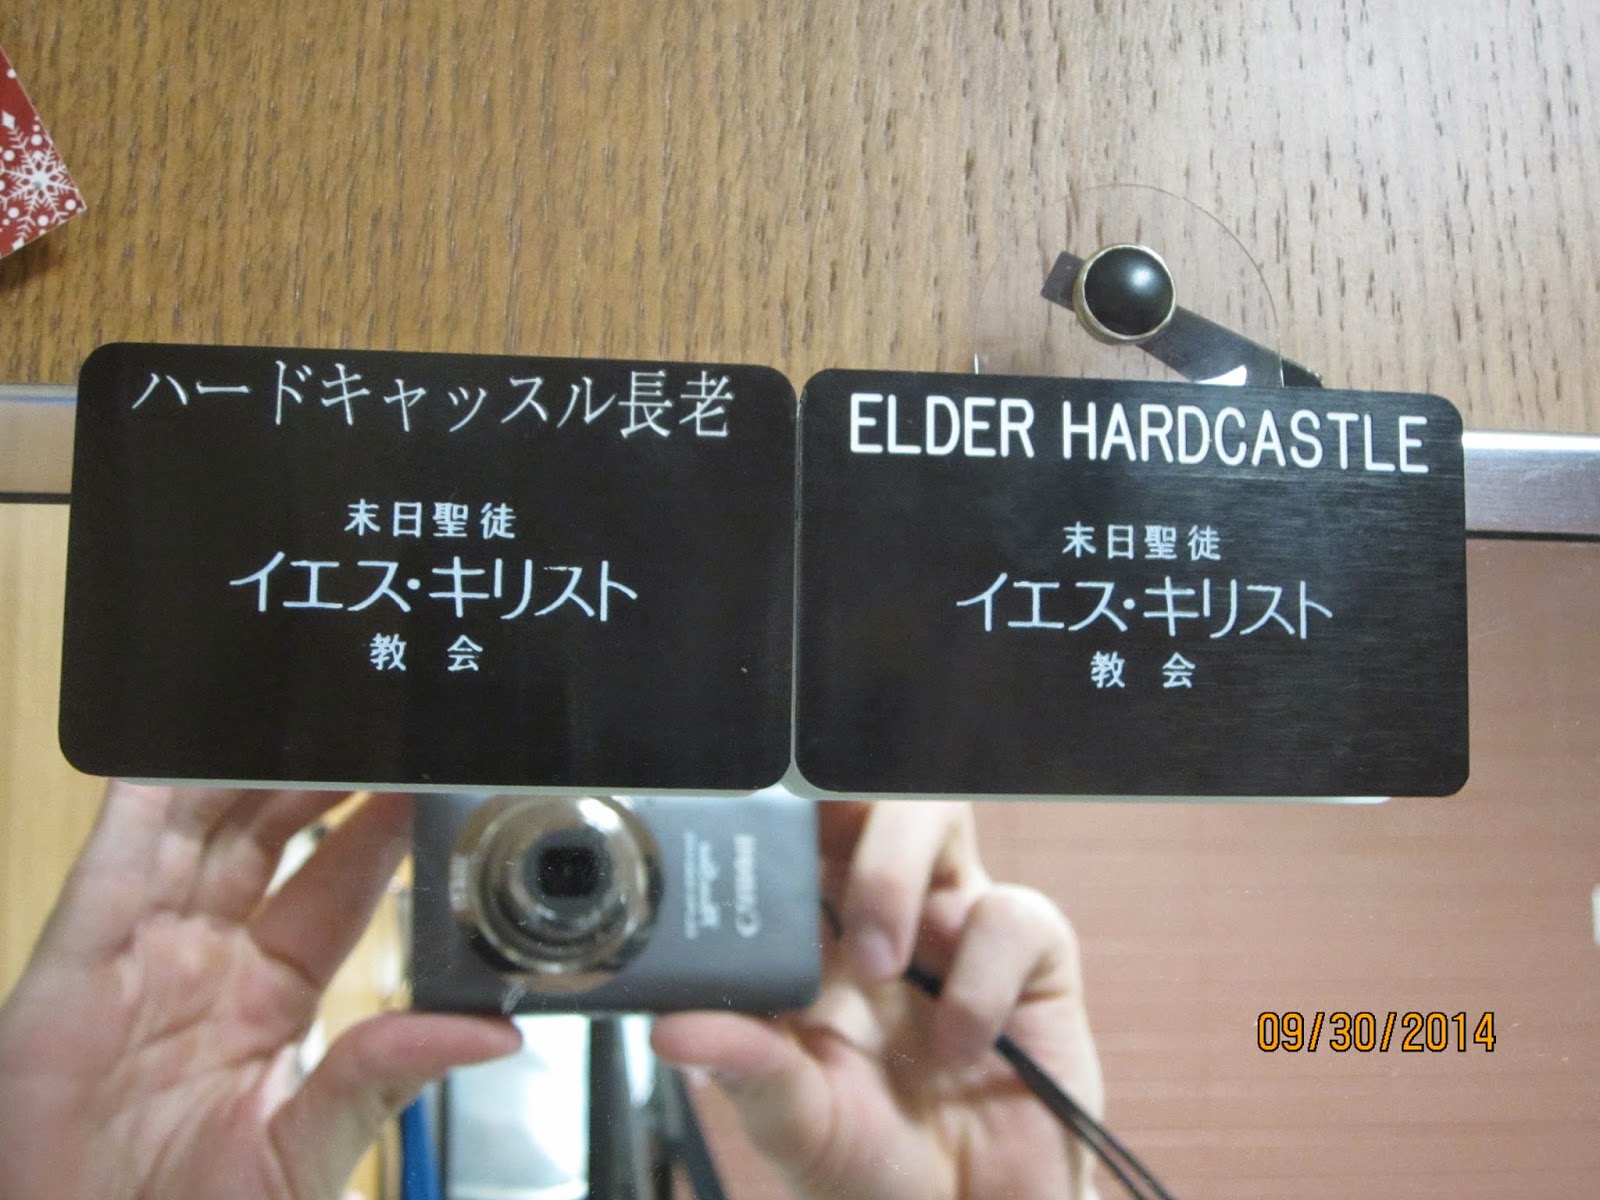 ハードキャッスル長老
末日聖徒
イエス・キリスト
教 会
ELDER HARDCASTLE
末日聖徒
イエス・キリスト
教 会
Canon
09/30/2014